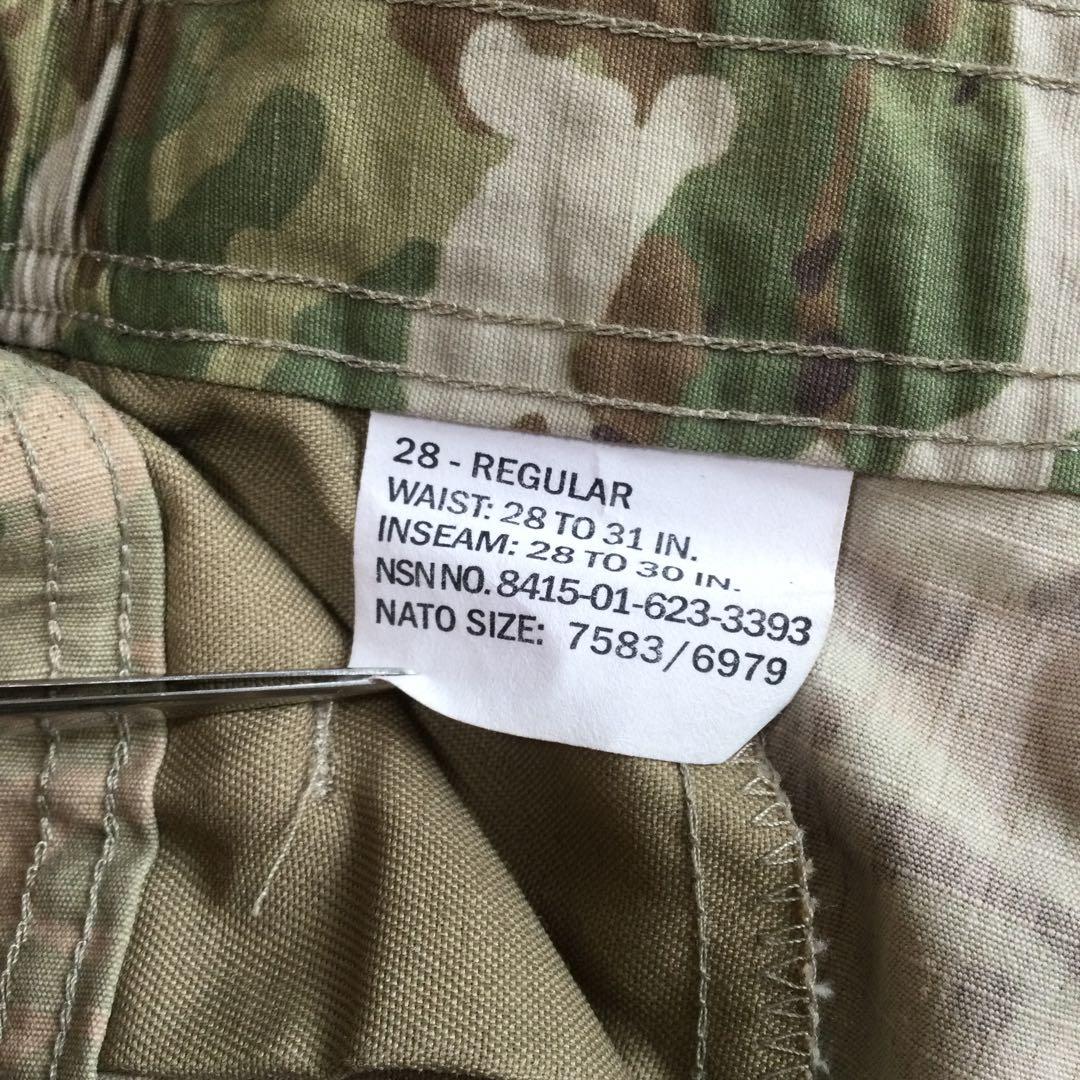 28 - REGULAR
WAIST: 28 TO 31 IN.
INSEAM: 28 TO 30 IN.
NSN NO. 8415-01-623-3393
NATO SIZE: 7583/6979